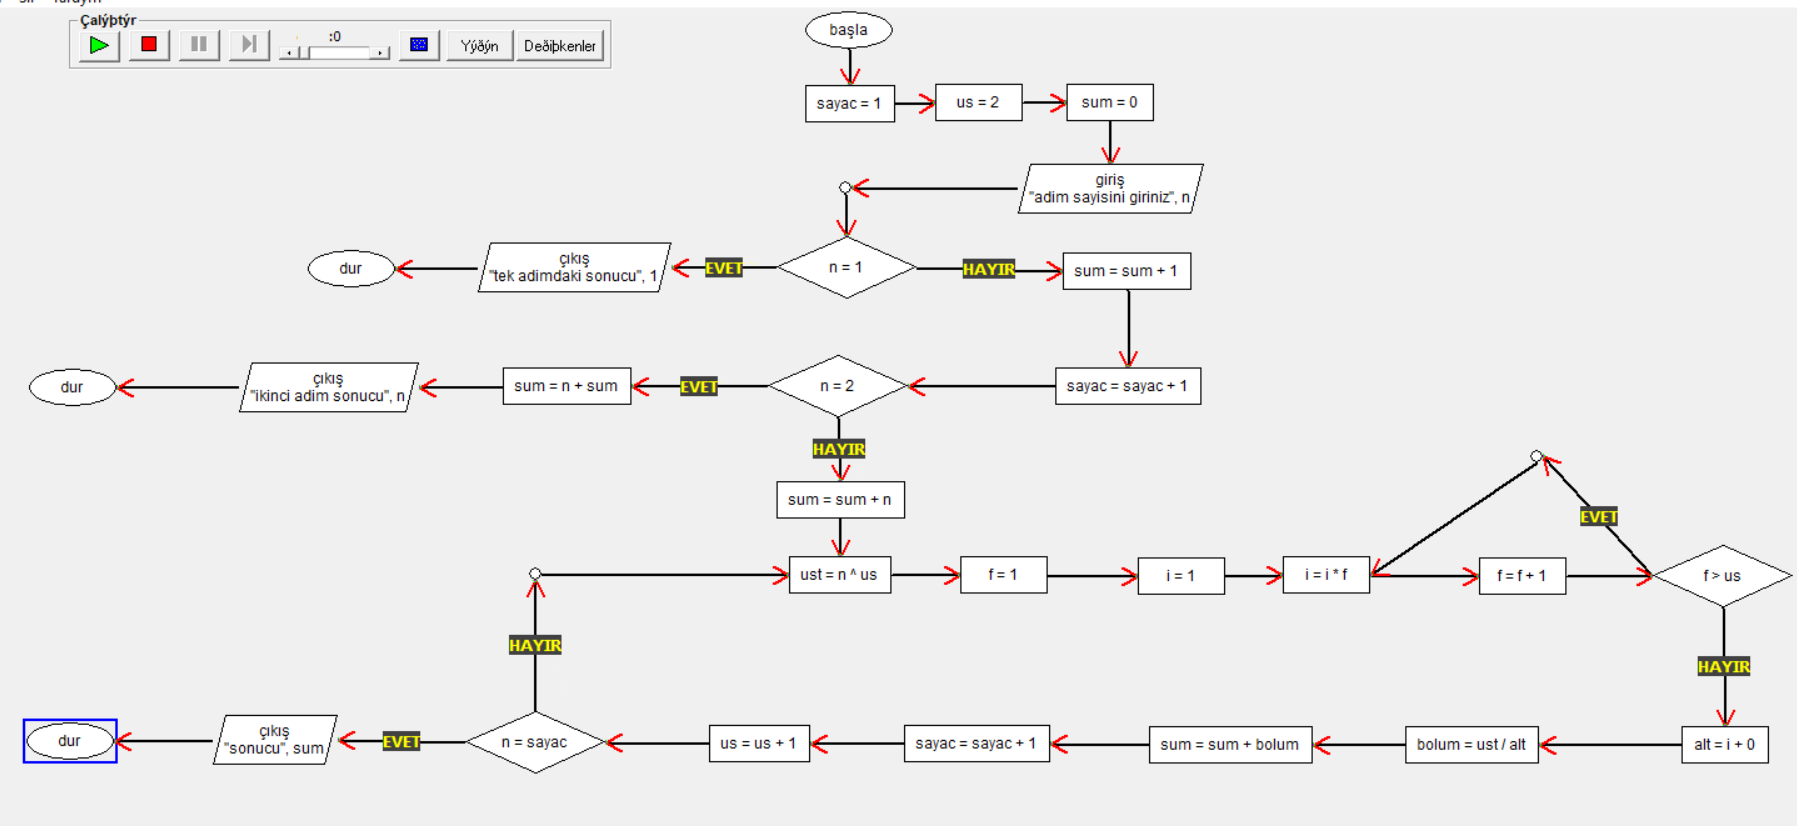 Çalýþtýr
:0
Yýðýn
Deðiþkenler
başla
sayac = 1
us = 2
sum = 0
giriş
"adim sayisini giriniz", n
n = 1
EVET
çıkış
"tek adimdaki sonucu", 1
dur
HAYIR
sum = sum + 1
sayac = sayac + 1
n = 2
EVET
sum = n + sum
çıkış
"ikinci adim sonucu", n
dur
HAYIR
sum = sum + n
ust = n ^ us
f = 1
i = 1
i = i * f
f = f + 1
f > us
EVET
HAYIR
alt = i + 0
bolum = ust / alt
sum = sum + bolum
sayac = sayac + 1
us = us + 1
n = sayac
HAYIR
EVET
çıkış
"sonucu", sum
dur